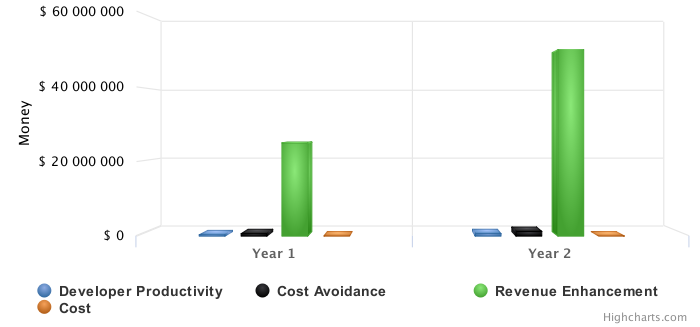 $ 60 000 000
$ 40 000 000
$ 20 000 000
$ 0
Money
Year 1
Year 2
Developer Productivity
Cost Avoidance
Revenue Enhancement
Cost
Highcharts.com